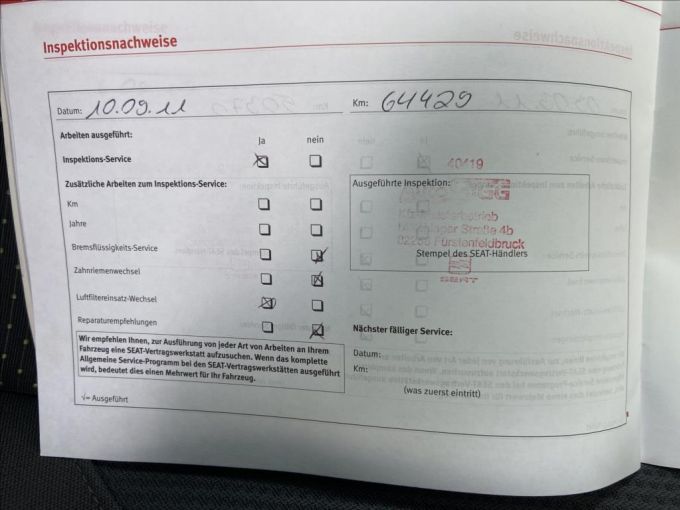 Inspektionsnachweise
Datum: 10.09.11 Km: 64429
Arbeiten ausgeführt: Ja nein
Inspektions-Service
40419
Zusätzliche Arbeiten zum Inspektions-Service:
Ausgeführte Inspektion:
Km
Jahre
Straße 4b
Fürstenfeldbruck
Bremsflüssigkeits-Service
Stempel des SEAT-Händlers
Zahnriemenwechsel
SEAT
Luftfiltereinsatz-Wechsel
Reparaturempfehlungen
Nächster fälliger Service:
Wir empfehlen Ihnen, zur Ausführung von jeder Art von Arbeiten an Ihrem
Fahrzeug eine SEAT-Vertragswerkstatt aufzusuchen. Wenn das komplette
Allgemeine Service-Programm bei den SEAT-Vertragswerkstätten ausgeführt
wird, bedeutet dies einen Mehrwert für Ihr Fahrzeug.
Datum:
Km:
(was zuerst eintritt)
√= Ausgeführt